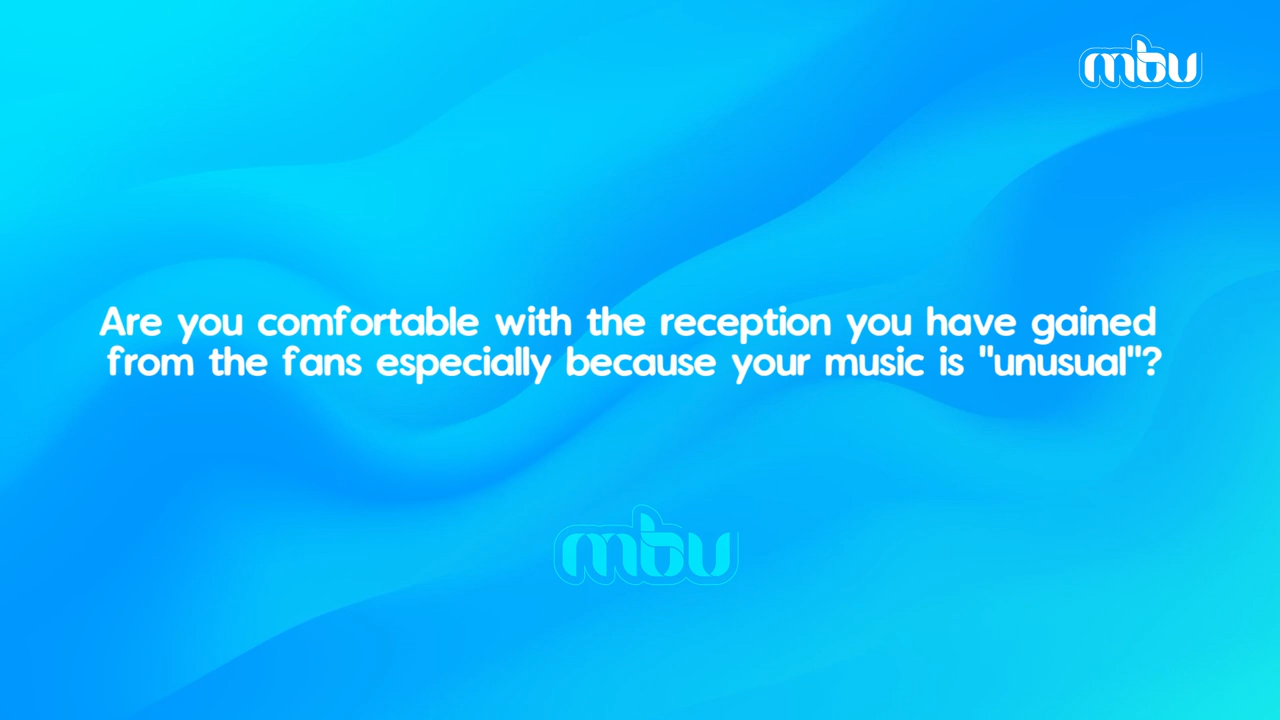 mbu
Are you comfortable with the reception you have gained
from the fans especially because your music is "unusual"?
mbu